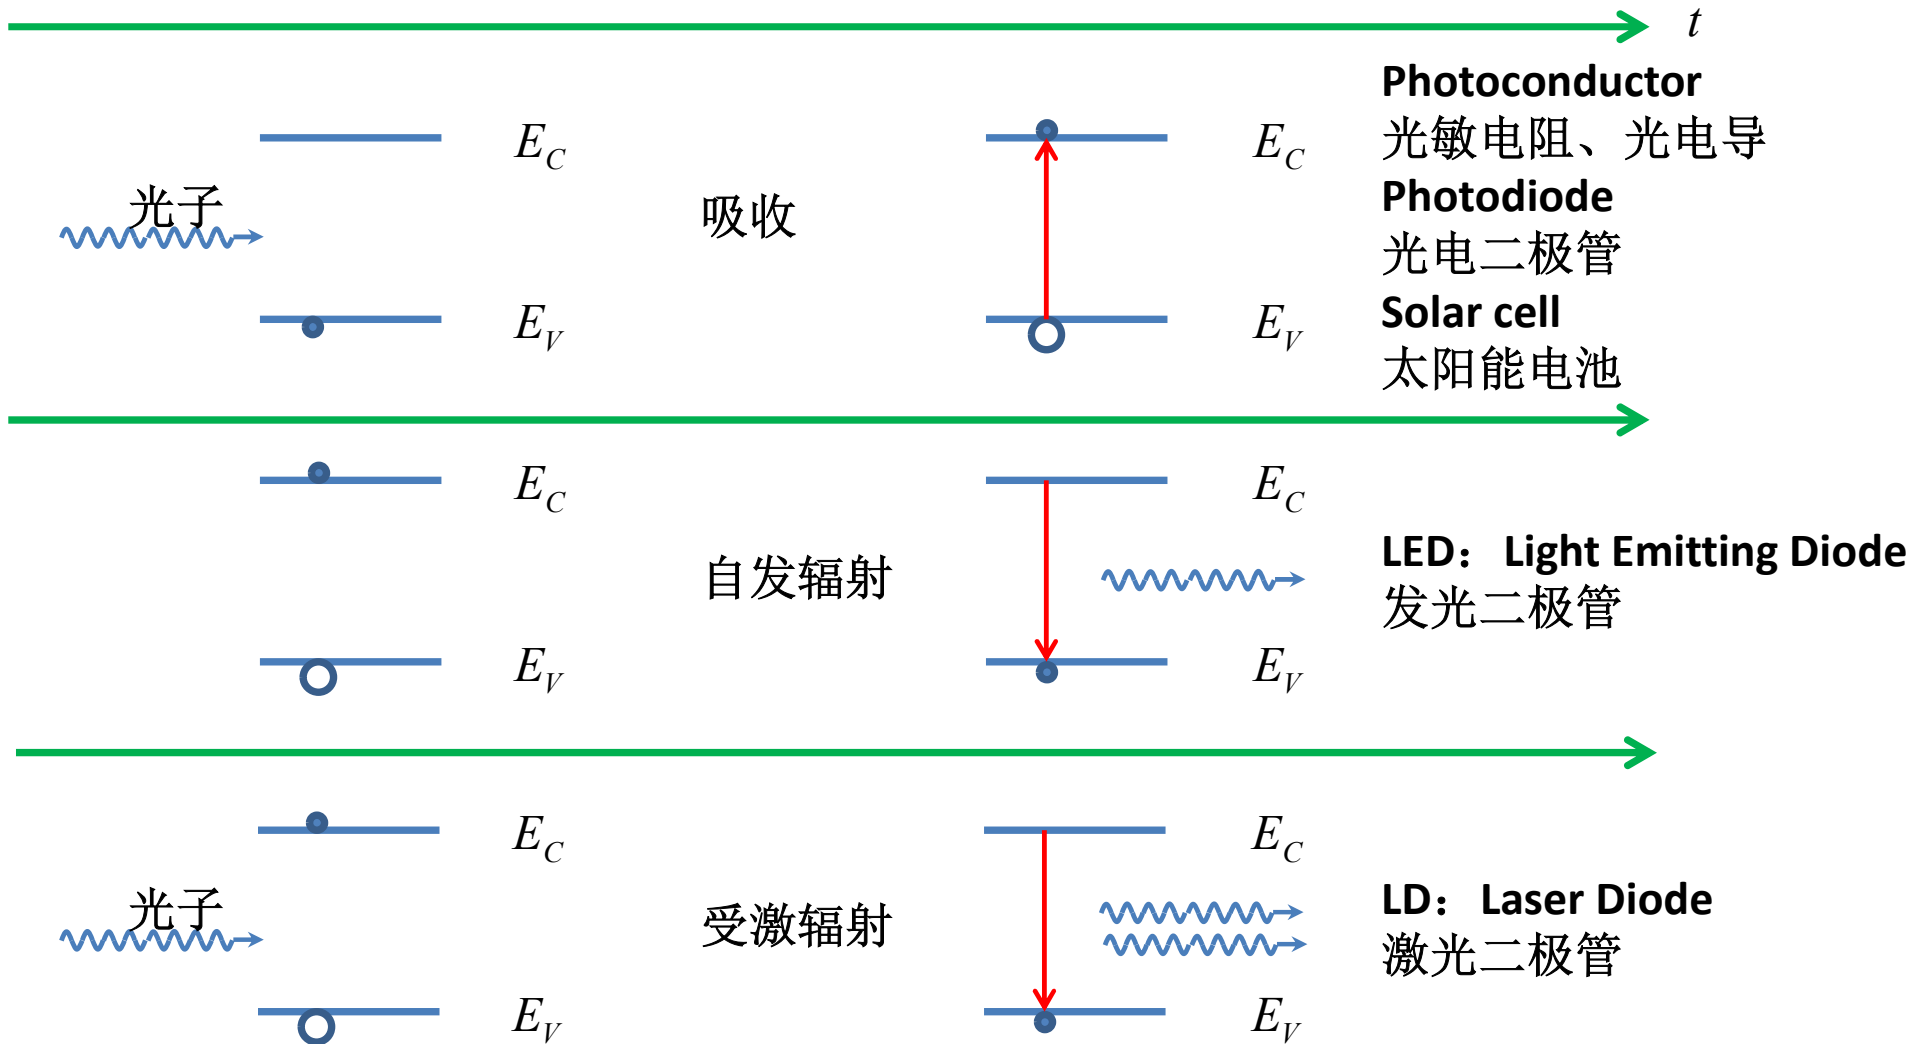 t
Photoconductor
E_C
E_C
光敏电阻、光电导
光子
吸收
Photodiode
光电二极管
E_V
E_V
Solar cell
太阳能电池
E_C
E_C
自发辐射
LED： Light Emitting Diode
发光二极管
E_V
E_V
E_C
E_C
光子
受激辐射
LD： Laser Diode
激光二极管
E_V
E_V